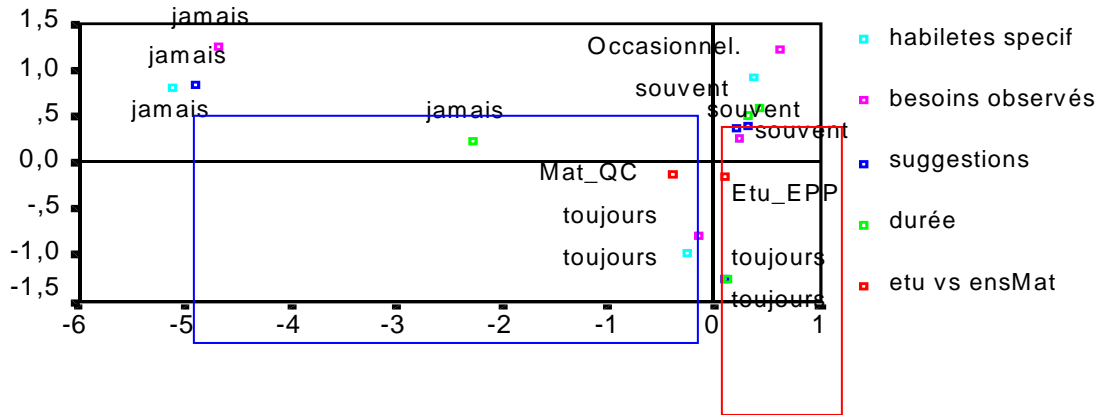 1,5
1,0
,5
0,0
-,5
-1,0
-1,5
-6
-5
-4
-3
-2
-1
0
1
jamais
jamais
jamais
jamais
Occasionnel.
souvent
souvent
souvent
Mat_QC
Etu_EPP
toujours
toujours
toujours
toujours
habiletes specif
besoins observés
suggestions
durée
etu vs ensMat